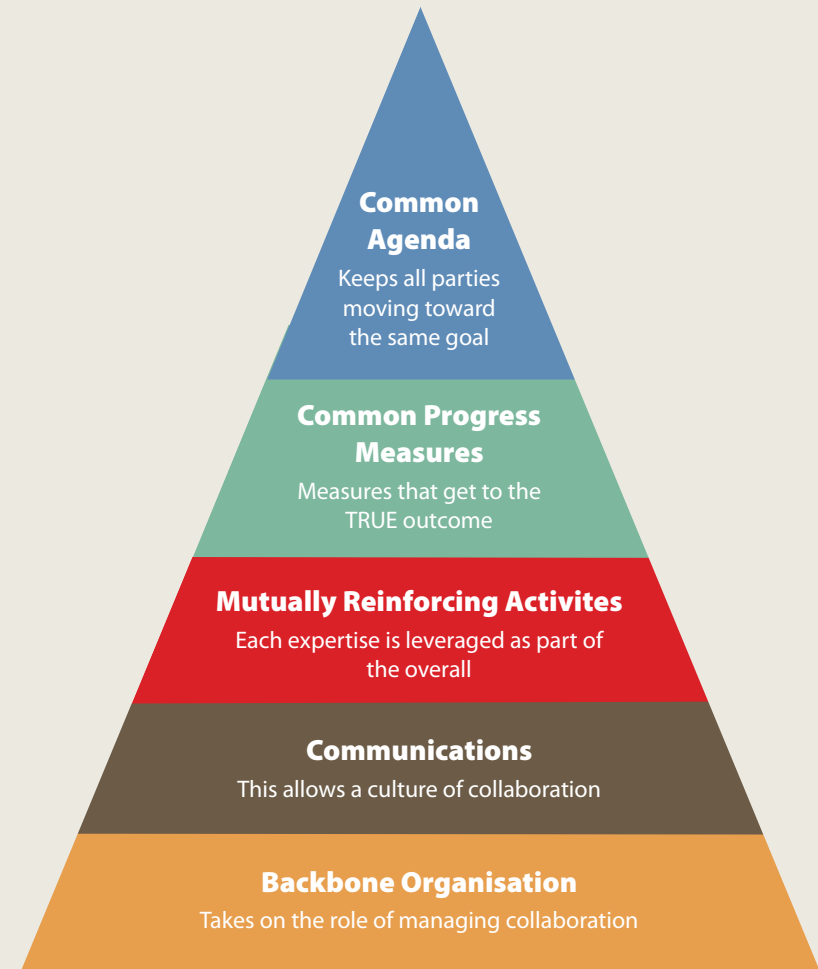 Common
Agenda
Keeps all parties
moving toward
the same goal
Common Progress
Measures
Measures that get to the
TRUE outcome
Mutually Reinforcing Activites
Each expertise is leveraged as part of
the overall
Communications
This allows a culture of collaboration
Backbone Organisation
Takes on the role of managing collaboration